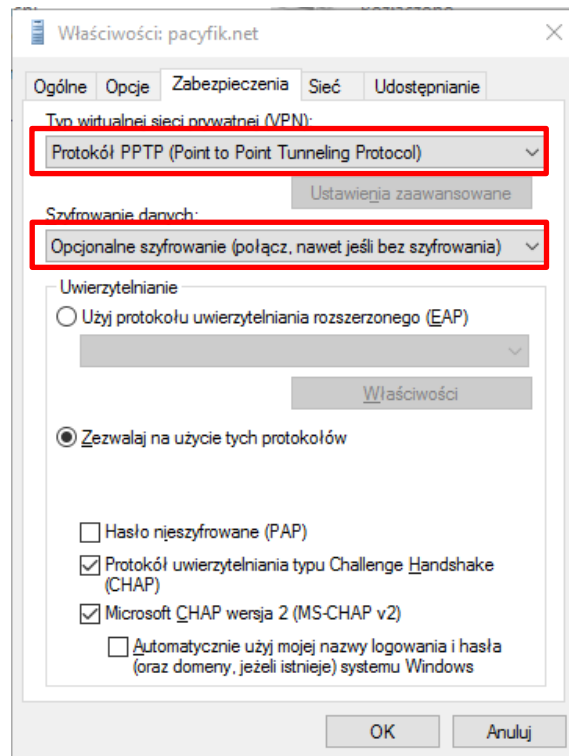 Właściwości: pacyfik.net
Ogólne Opcje Zabezpieczenia Sieć Udostępnianie
Typ wirtualnej sieci prywatnej (VPN):
Protokół PPTP (Point to Point Tunneling Protocol)
Ustawienia zaawansowane
Szyfrowanie danych:
Opcjonalne szyfrowanie (połącz, nawet jeśli bez szyfrowania)
Uwierzytelnianie
Użyj protokołu uwierzytelniania rozszerzonego (EAP)
Właściwości
Zezwalaj na użycie tych protokołów
Hasło nieszyfrowane (PAP)
Protokół uwierzytelniania typu Challenge Handshake
(CHAP)
Microsoft CHAP wersja 2 (MS-CHAP v2)
Automatycznie użyj mojej nazwy logowania i hasła
(oraz domeny, jeżeli istnieje) systemu Windows
OK Anuluj